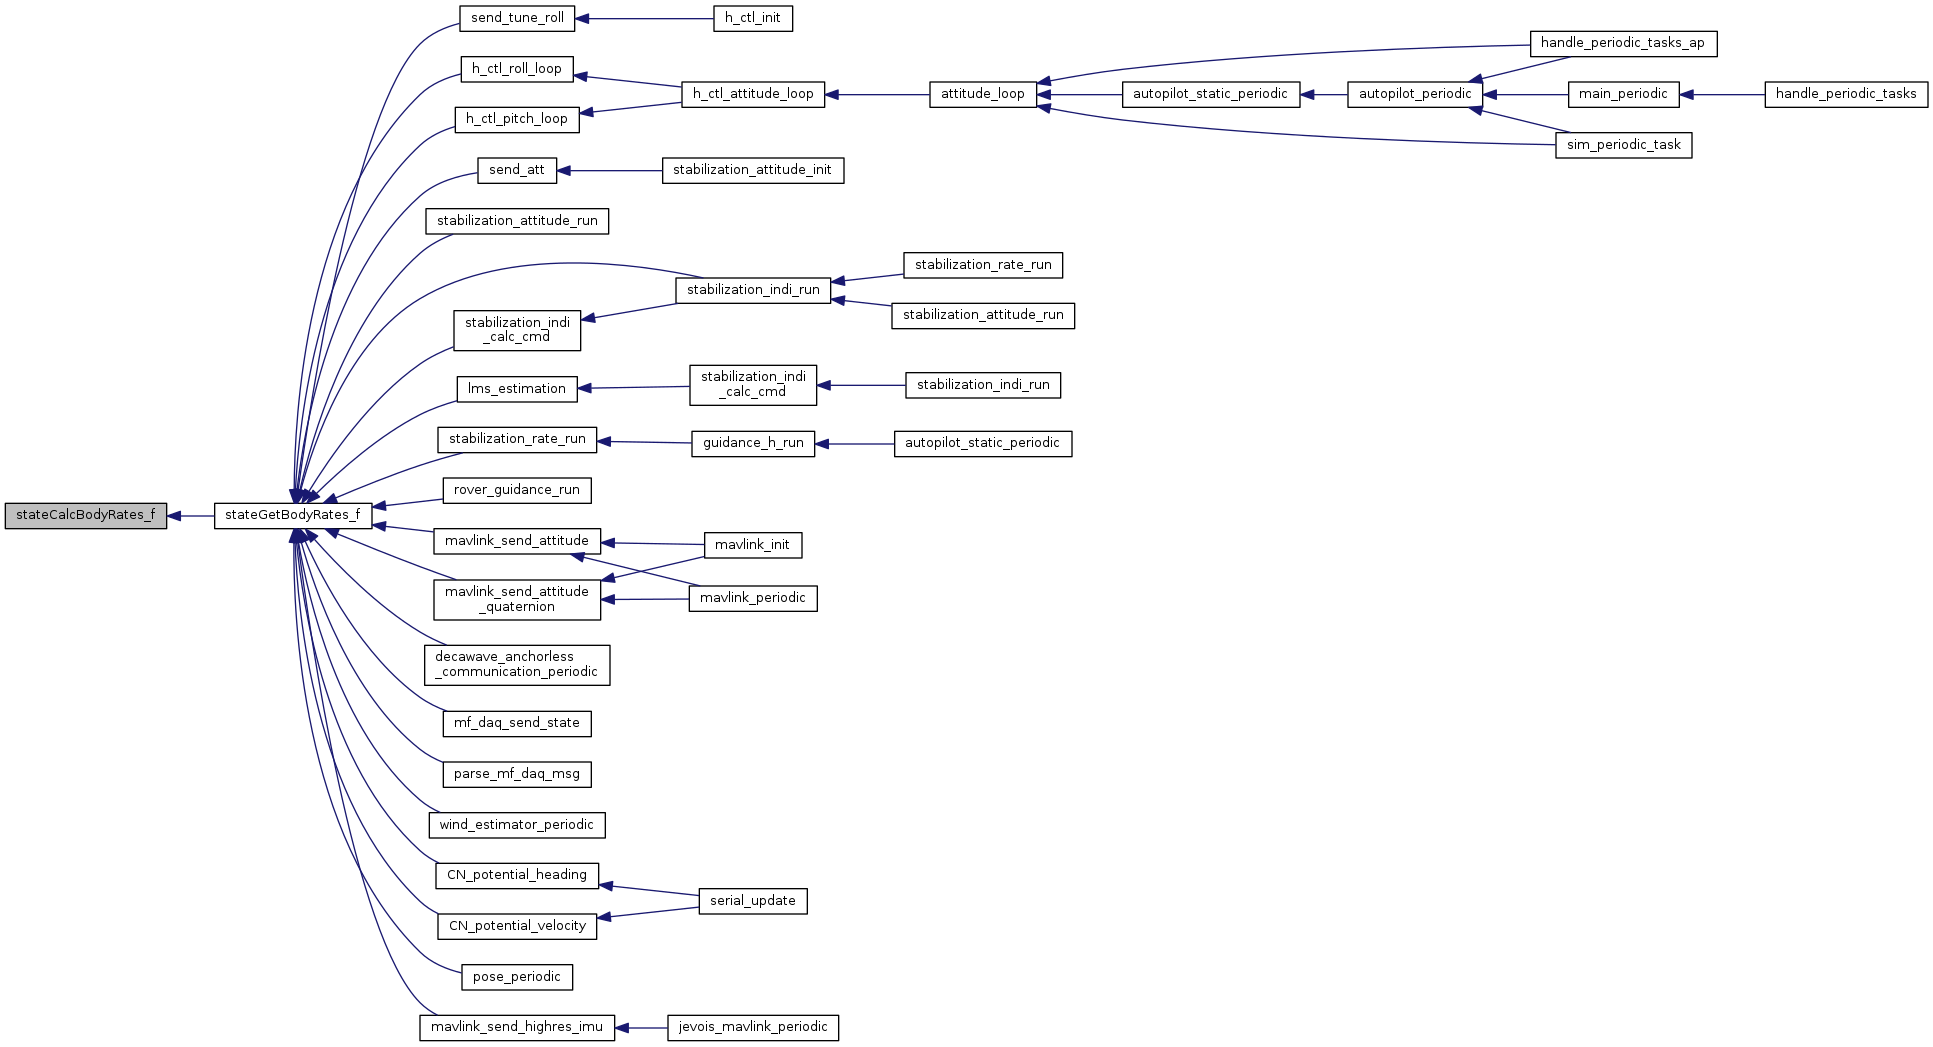 send_tune_roll
h_ctl_init
h_ctl_roll_loop
h_ctl_pitch_loop
h_ctl_attitude_loop
attitude_loop
autopilot_static_periodic
autopilot_periodic
handle_periodic_tasks_ap
main_periodic
handle_periodic_tasks
sim_periodic_task
send_att
stabilization_attitude_init
stabilization_attitude_run
stabilization_indi_run
stabilization_rate_run
stabilization_attitude_run
stabilization_indi
_calc_cmd
lms_estimation
stabilization_indi
_calc_cmd
stabilization_indi_run
stabilization_rate_run
guidance_h_run
autopilot_static_periodic
rover_guidance_run
stateCalcBodyRates_f
stateGetBodyRates_f
mavlink_send_attitude
mavlink_init
mavlink_send_attitude
_quaternion
mavlink_periodic
decawave_anchorless
_communication_periodic
mf_daq_send_state
parse_mf_daq_msg
wind_estimator_periodic
CN_potential_heading
serial_update
CN_potential_velocity
pose_periodic
mavlink_send_highres_imu
jevois_mavlink_periodic